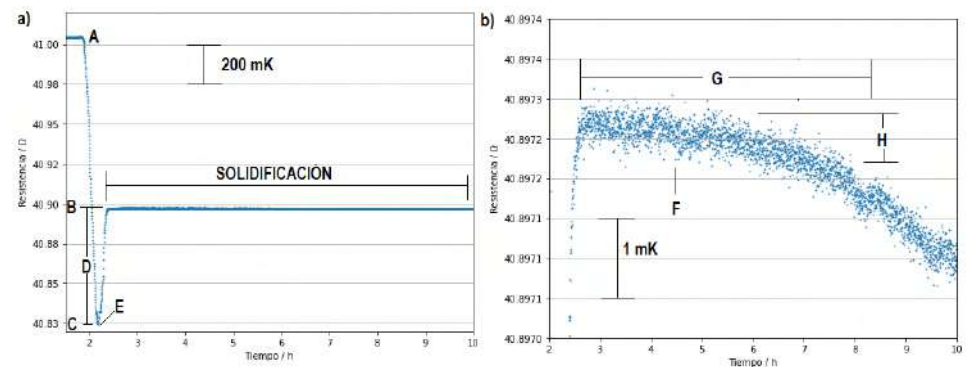 a)
A
41.00
200 mK
40.98
40.95
40.92
SOLIDIFICACIÓN
B
40.90
40.88
D
40.85
E
C
40.83
2
3
4
5
6
7
8
9
10
Tiempo / h
Resistencia / Ω
b)
40.8974
40.8974
G
40.8973
H
40.8972
40.8972
F
40.8971
1 mK
40.8971
40.8971
40.8970
2
3
4
5
6
7
8
9
10
Tiempo / h
Resistencia / Ω